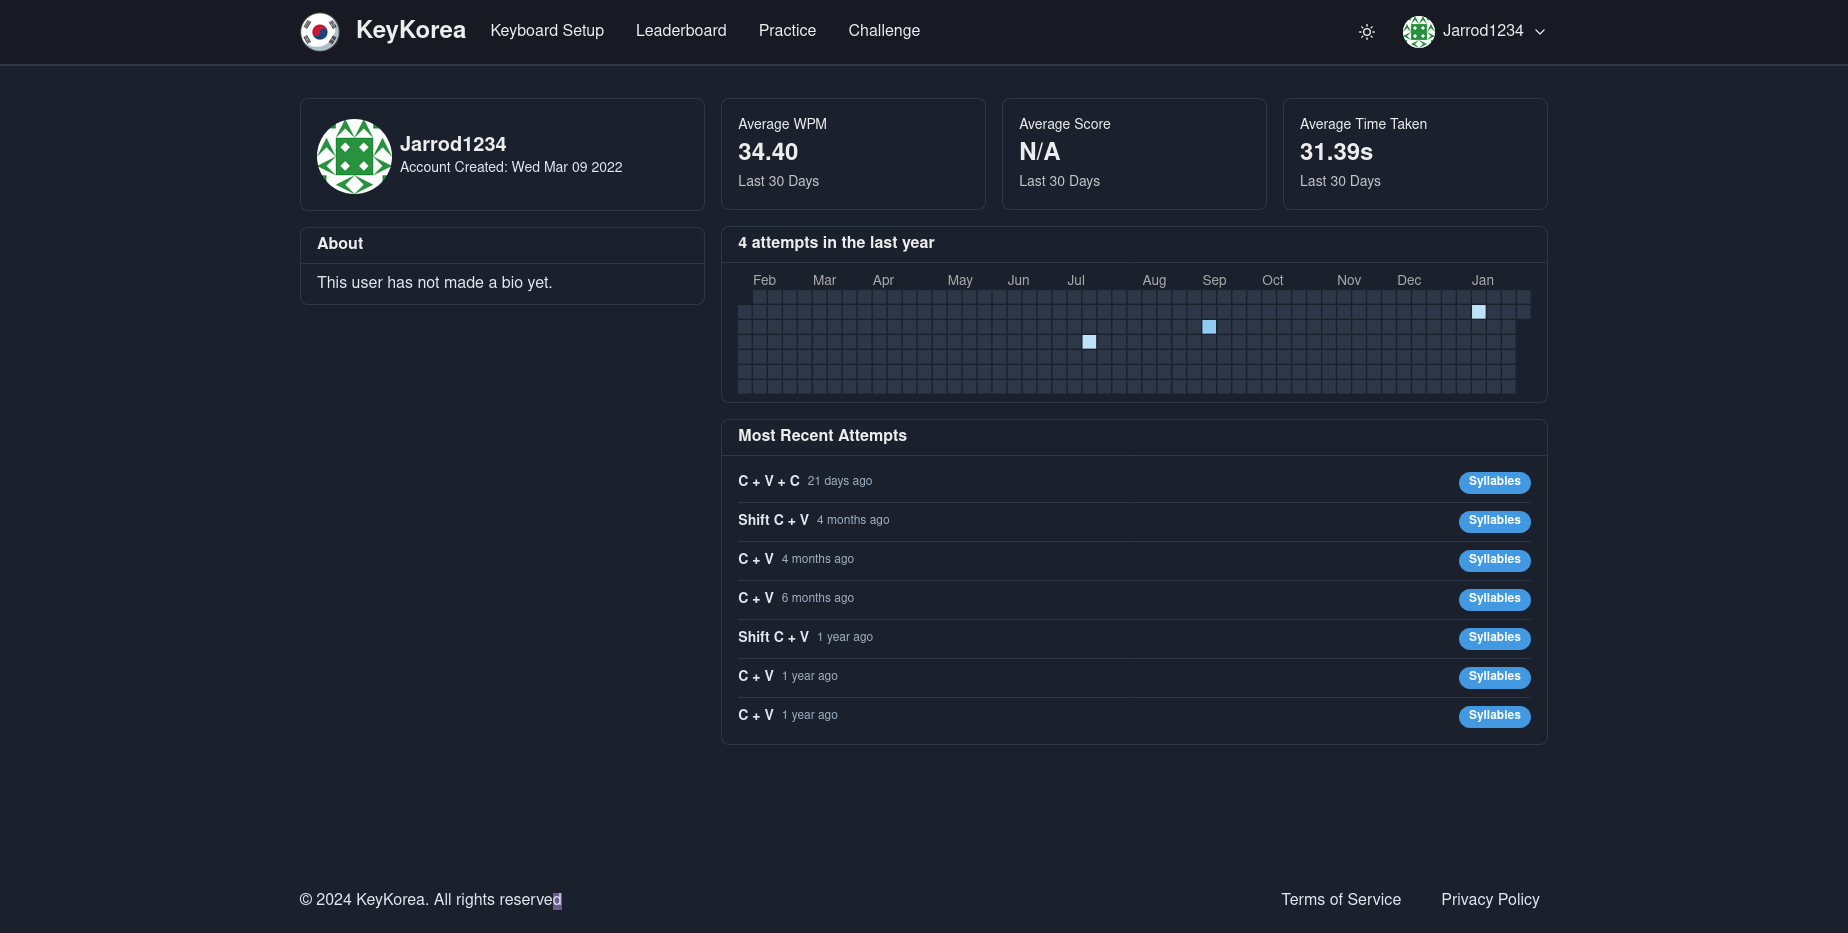 KeyKorea Keyboard Setup Leaderboard Practice Challenge Jarrod1234
Jarrod1234
Account Created: Wed Mar 09 2022
About
This user has not made a bio yet.
Average WPM
34.40
Last 30 Days
Average Score
N/A
Last 30 Days
Average Time Taken
31.39s
Last 30 Days
4 attempts in the last year
Feb Mar Apr May Jun Jul Aug Sep Oct Nov Dec Jan
Most Recent Attempts
C + V + C 21 days ago Syllables
Shift C + V 4 months ago Syllables
C + V 4 months ago Syllables
C + V 6 months ago Syllables
Shift C + V 1 year ago Syllables
C + V 1 year ago Syllables
C + V 1 year ago Syllables
© 2024 KeyKorea. All rights reserved Terms of Service Privacy Policy